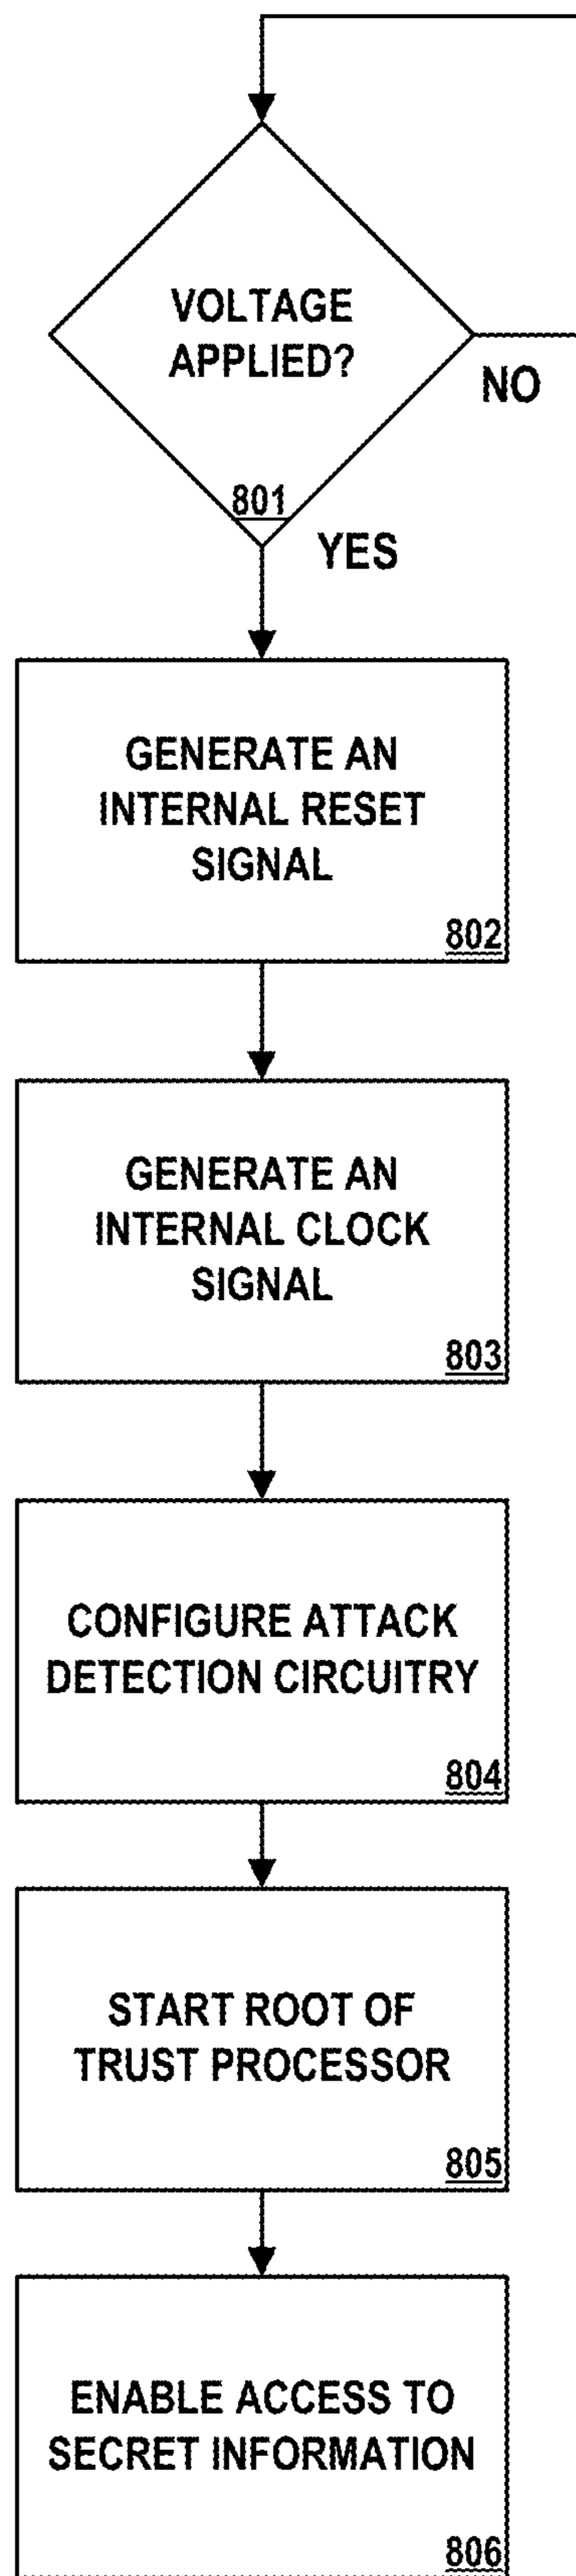 VOLTAGE
APPLIED?
NO
801
YES
GENERATE AN
INTERNAL RESET
SIGNAL
802
GENERATE AN
INTERNAL CLOCK
SIGNAL
803
CONFIGURE ATTACK
DETECTION CIRCUITRY
804
START ROOT OF
TRUST PROCESSOR
805
ENABLE ACCESS TO
SECRET INFORMATION
806